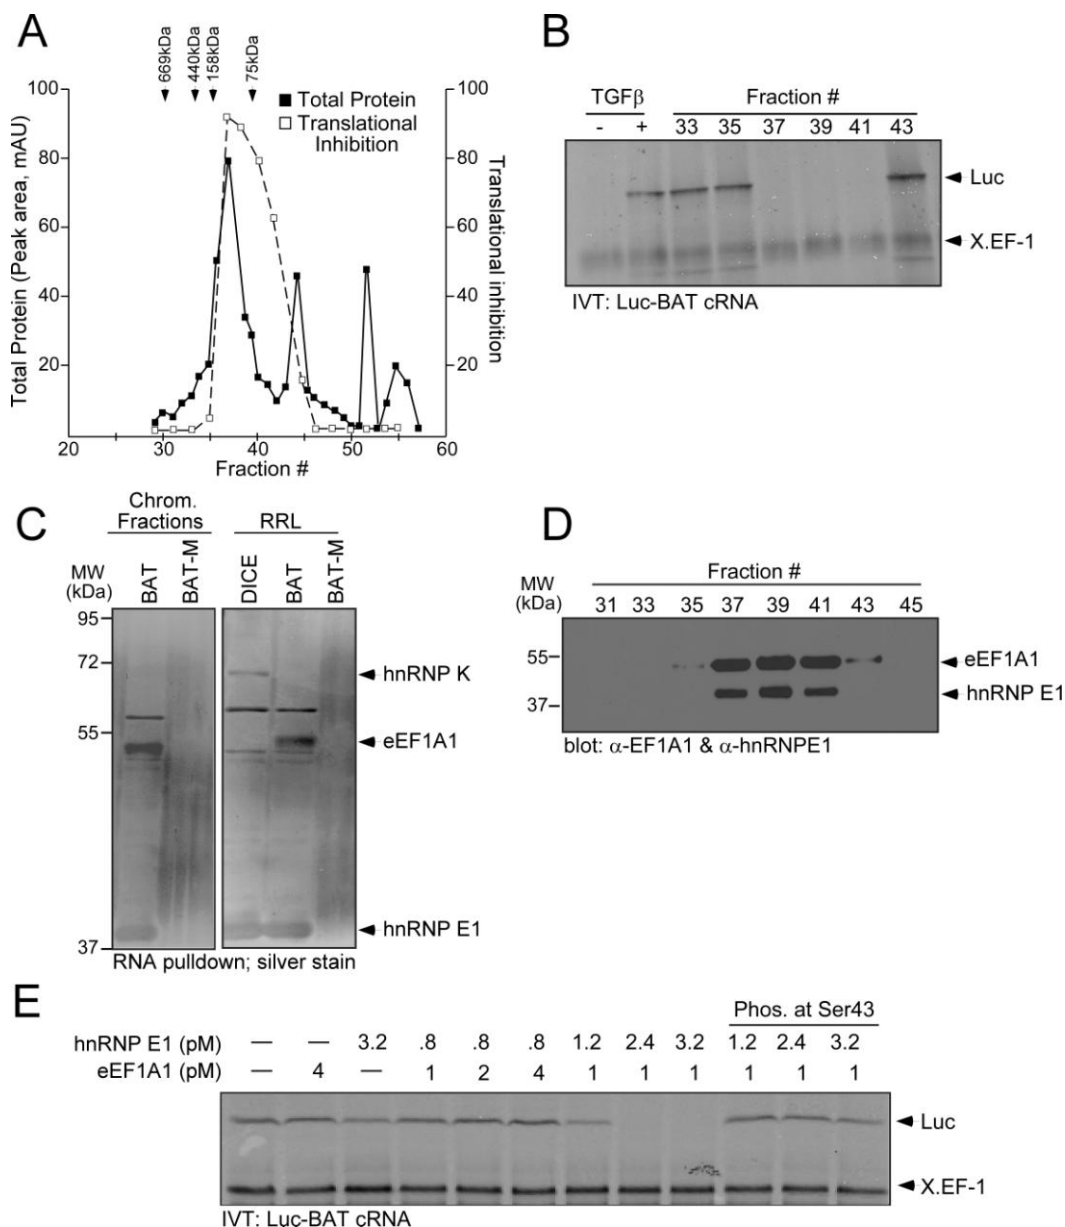 A
669kDa
440kDa
158kDa
75kDa
Total Protein
Translational
Inhibition
Total Protein (Peak area, mAU)
100
80
60
40
20
100
80
60
40
20
Translational inhibition
20 30 40 50 60
Fraction #
B
TGFβ Fraction #
- + 33 35 37 39 41 43
Luc
X.EF-1
IVT: Luc-BAT cRNA
C
Chrom.
Fractions RRL
MW
(kDa)
BAT BAT-M DICE BAT BAT-M
95
72
55
37
hnRNP K
eEF1A1
hnRNP E1
RNA pulldown; silver stain
D
Fraction #
MW
(kDa)
31 33 35 37 39 41 43 45
55
37
eEF1A1
hnRNP E1
blot: α-EF1A1 & α-hnRNPE1
E
Phos. at Ser43
hnRNP E1 (pM) — — 3.2 .8 .8 .8 1.2 2.4 3.2 1.2 2.4 3.2
eEF1A1 (pM) — 4 — 1 2 4 1 1 1 1 1 1
Luc
X.EF-1
IVT: Luc-BAT cRNA